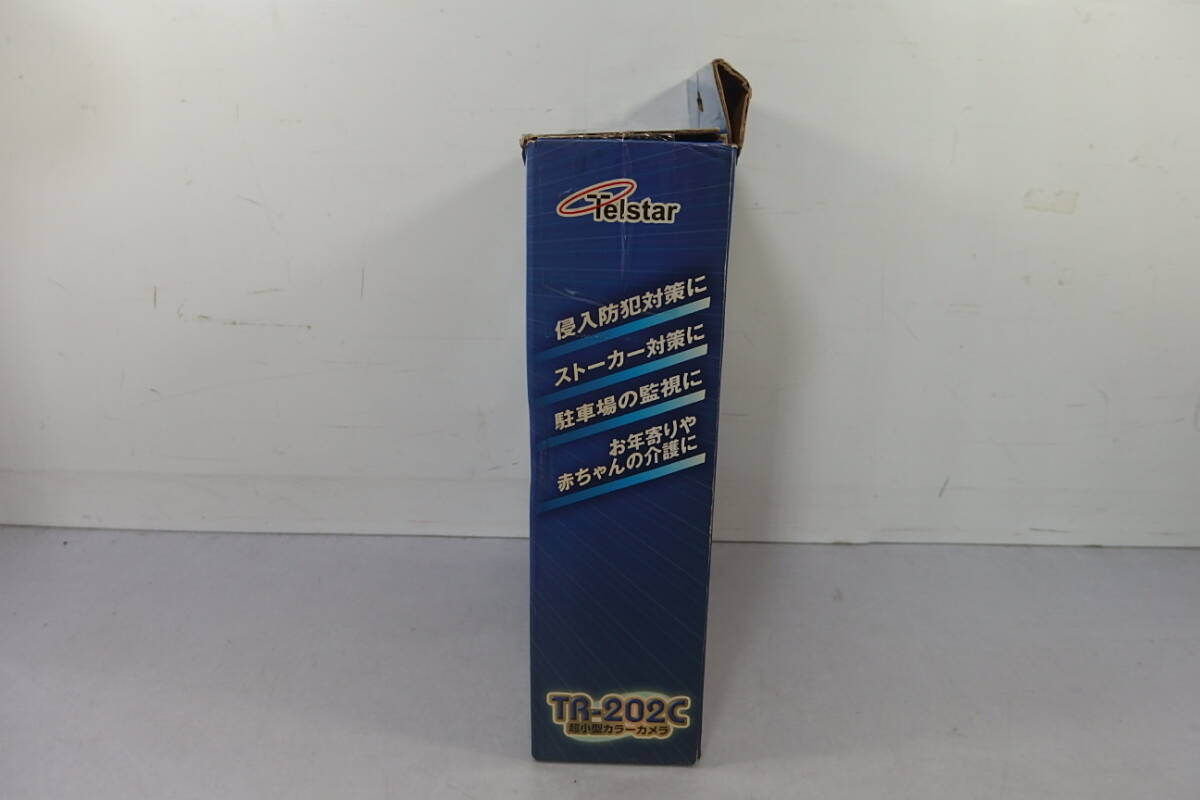 Telstar
侵入防犯対策に
ストーカー対策に
駐車場の監視に
お年寄りや
赤ちゃんの介護に
TR-202C
超小型カラーカメラ